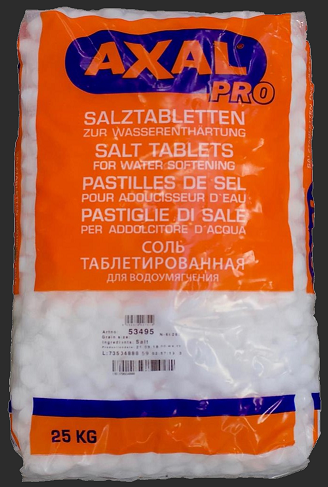 AXAL
PRO
SALZTABLETTEN
ZUR WASSERENTHÄRTUNG
SALT TABLETS
FOR WATER SOFTENING
PASTILLES DE SEL
POUR ADOUCISSEUR D'EAU
PASTIGLIE DI SALE
PER ADDOLCITORE D'ACQUA
СОЛЬ
ТАБЛЕТИРОВАННАЯ
ДЛЯ ВОДОУМЯГЧЕНИЯ
53495
Salt
25 KG